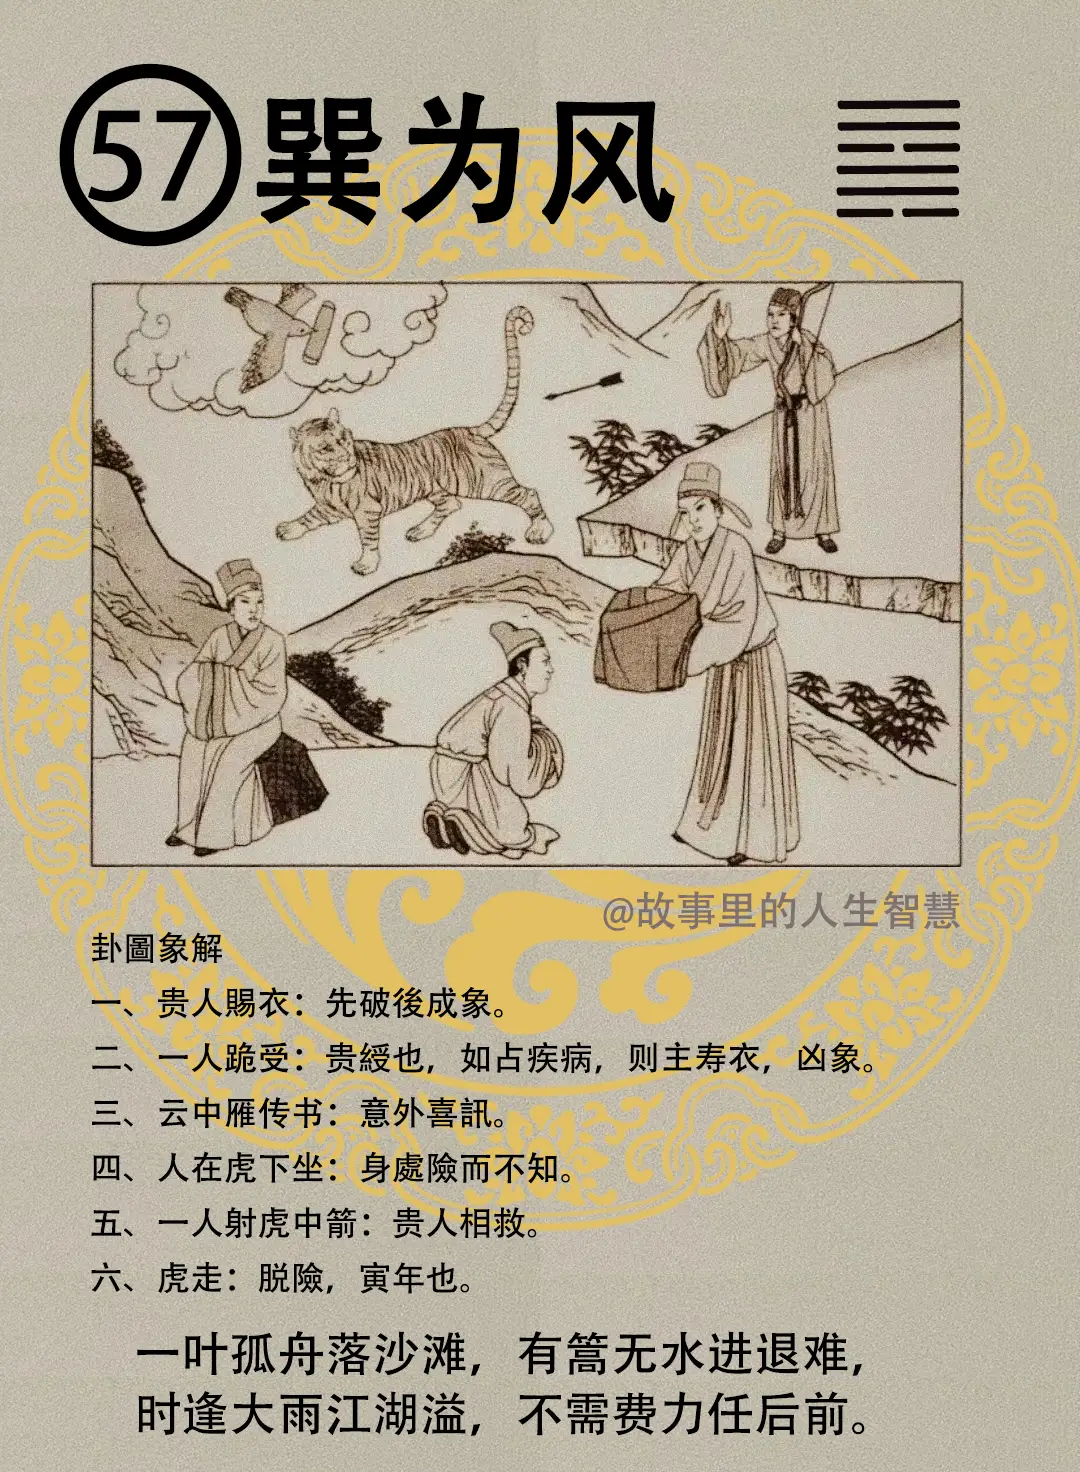 57 巽为风
@故事里的人生智慧
卦圖象解
一、贵人賜衣：先破後成象。
二、一人跪受：贵綬也，如占疾病，则主寿衣，凶象。
三、云中雁传书：意外喜訊。
四、人在虎下坐：身處險而不知。
五、一人射虎中箭：贵人相救。
六、虎走：脱險，寅年也。
一叶孤舟落沙滩，有篙无水进退难，
时逢大雨江湖溢，不需费力任后前。